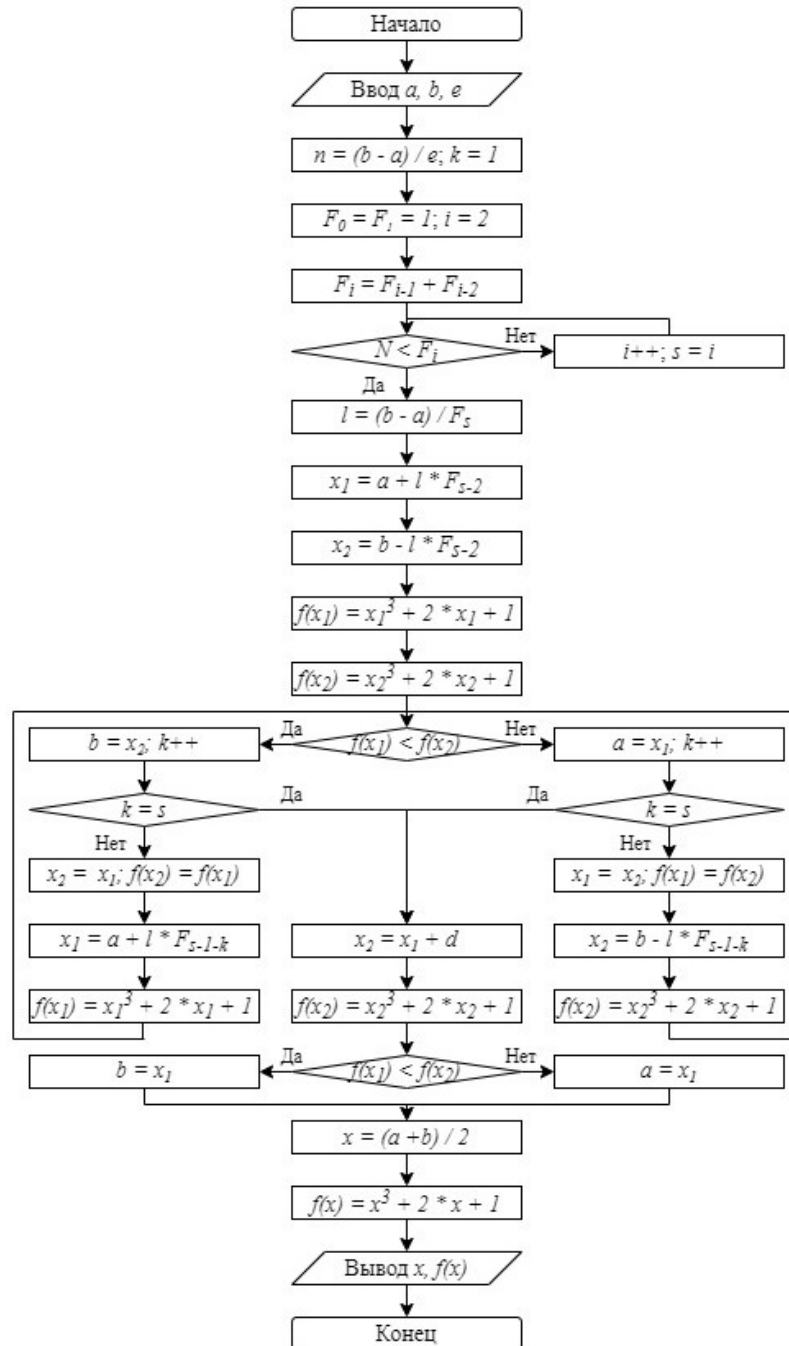 Начало
Ввод a, b, e
n = (b - a) / e; k = 1
F₀ = F₁ = 1; i = 2
Fᵢ = Fᵢ₋₁ + Fᵢ₋₂
N < Fᵢ
Нет
i++; s = i
Да
l = (b - a) / Fₛ
x₁ = a + l * Fₛ₋₂
x₂ = b - l * Fₛ₋₂
f(x₁) = x₁³ + 2 * x₁ + 1
f(x₂) = x₂³ + 2 * x₂ + 1
b = x₂; k++
Да
f(x₁) < f(x₂)
Нет
a = x₁; k++
k = s
Да
Да
k = s
Нет
Нет
x₂ = x₁; f(x₂) = f(x₁)
x₁ = x₂; f(x₁) = f(x₂)
x₁ = a + l * Fₛ₋₁₋ₖ
x₂ = x₁ + d
x₂ = b - l * Fₛ₋₁₋ₖ
f(x₁) = x₁³ + 2 * x₁ + 1
f(x₂) = x₂³ + 2 * x₂ + 1
f(x₂) = x₂³ + 2 * x₂ + 1
b = x₁
Да
f(x₁) < f(x₂)
Нет
a = x₁
x = (a +b) / 2
f(x) = x³ + 2 * x + 1
Вывод x, f(x)
Конец